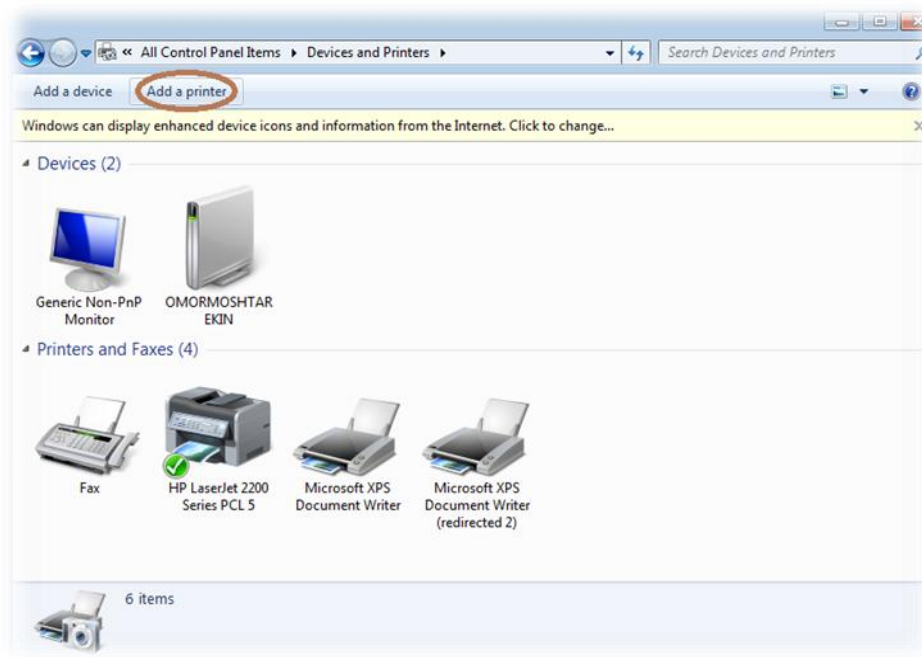 « All Control Panel Items ▸ Devices and Printers ▸
Search Devices and Printers
Add a device
Add a printer
Windows can display enhanced device icons and information from the Internet. Click to change...
Devices (2)
Generic Non-PnP
Monitor
OMORMOSHTAR
EKIN
Printers and Faxes (4)
Fax
HP LaserJet 2200
Series PCL 5
Microsoft XPS
Document Writer
Microsoft XPS
Document Writer
(redirected 2)
6 items